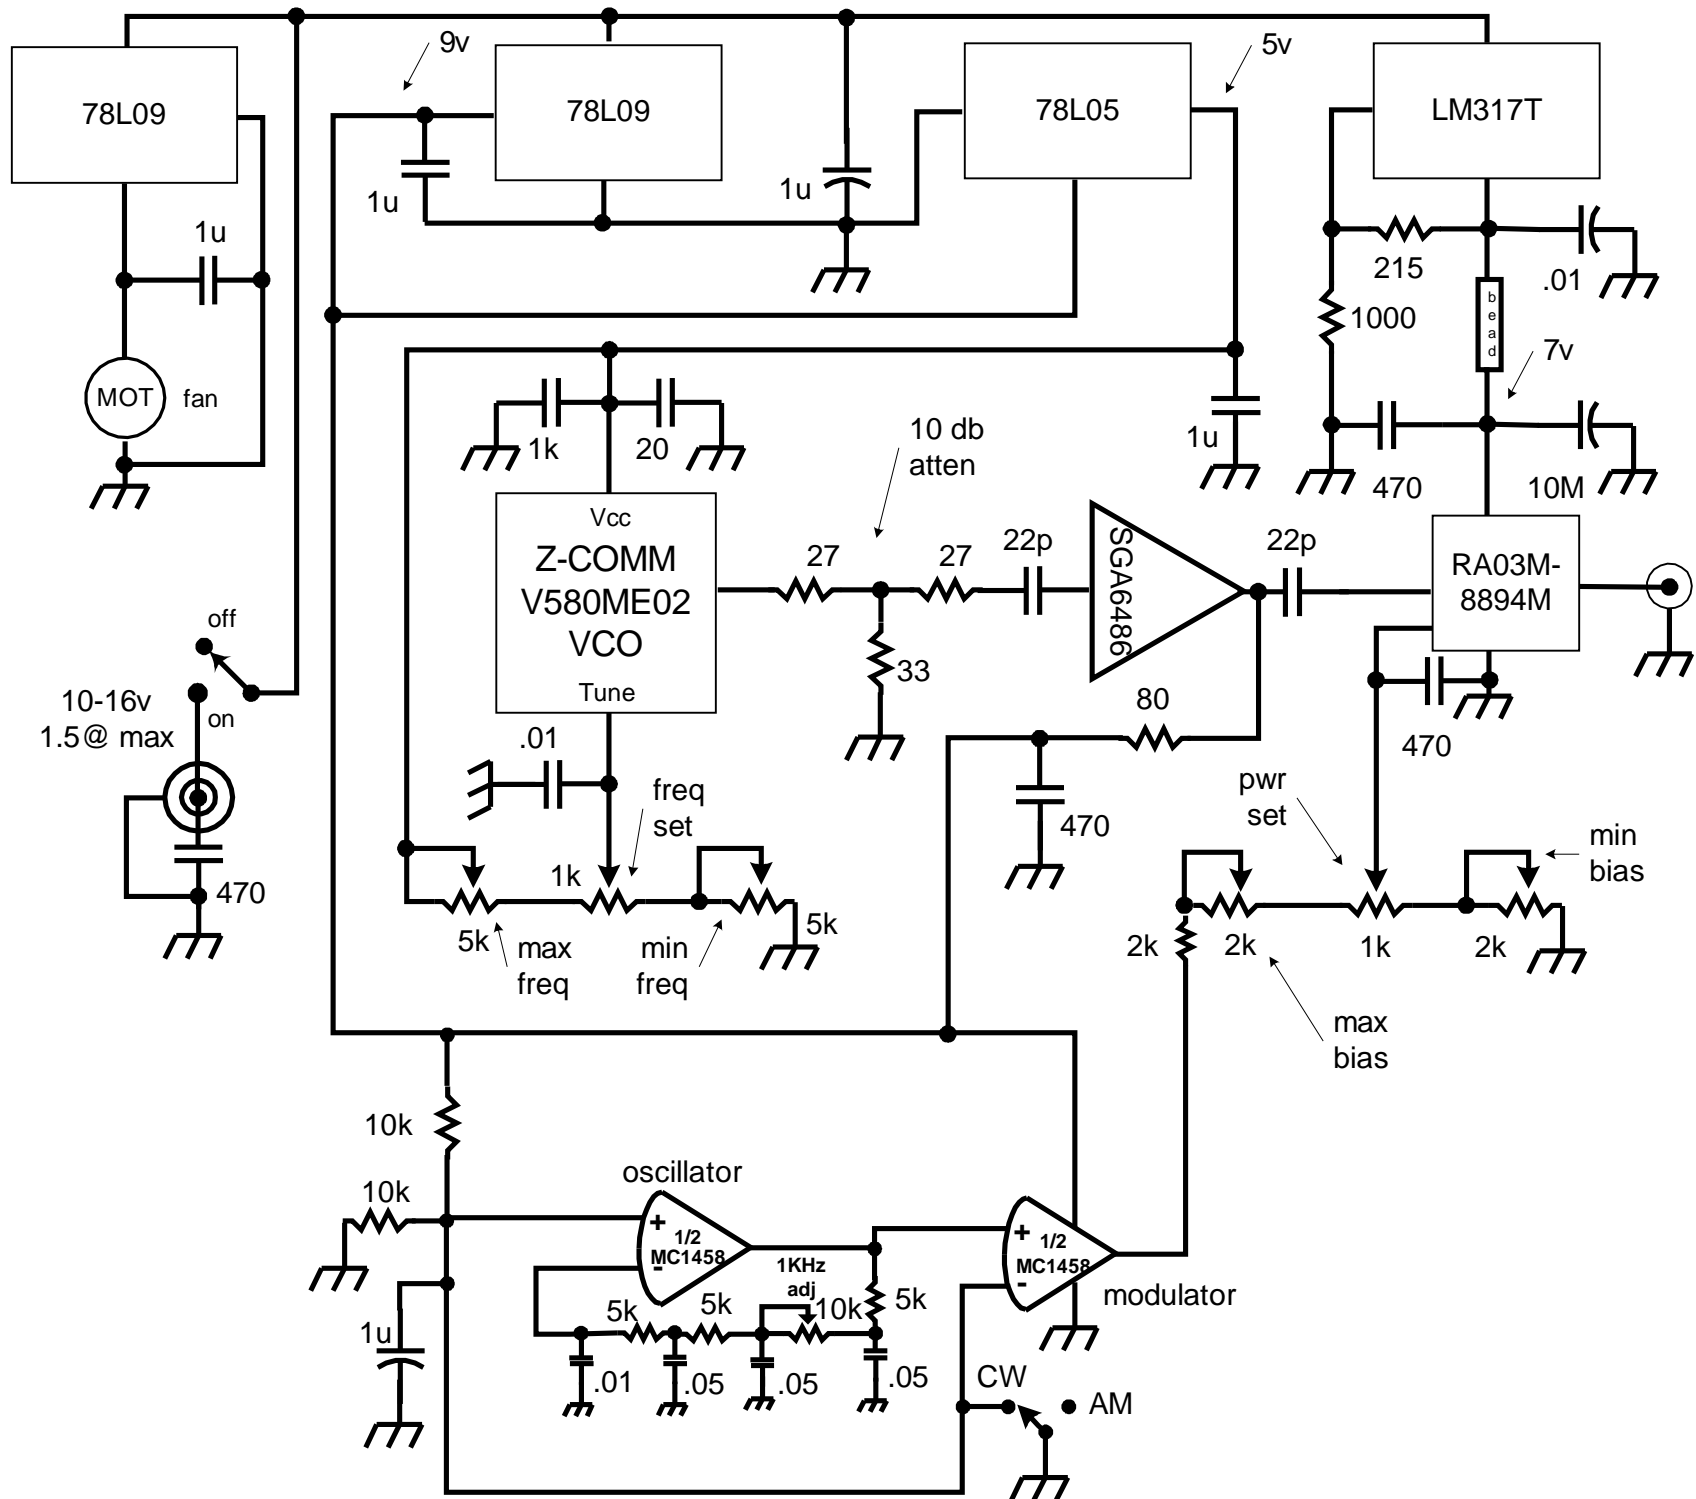 9v
5v
78L09
78L09
78L05
LM317T
1u
1u
1u
215
.01
1000
bead
7v
MOT
fan
1k
20
10 db
atten
1u
470
10M
Vcc
Z-COMM
V580ME02
VCO
Tune
27
27
22p
SGA6486
22p
RA03M-
8894M
33
off
on
10-16v
1.5@ max
470
.01
freq
set
80
470
470
pwr
set
min
bias
1k
5k
max
freq
min
freq
5k
2k
2k
1k
2k
max
bias
10k
10k
oscillator
+
1/2
MC1458
-
+
1/2
MC1458
-
modulator
1KHz
adj
5k
5k
10k
5k
1u
.01
.05
.05
.05
CW
AM